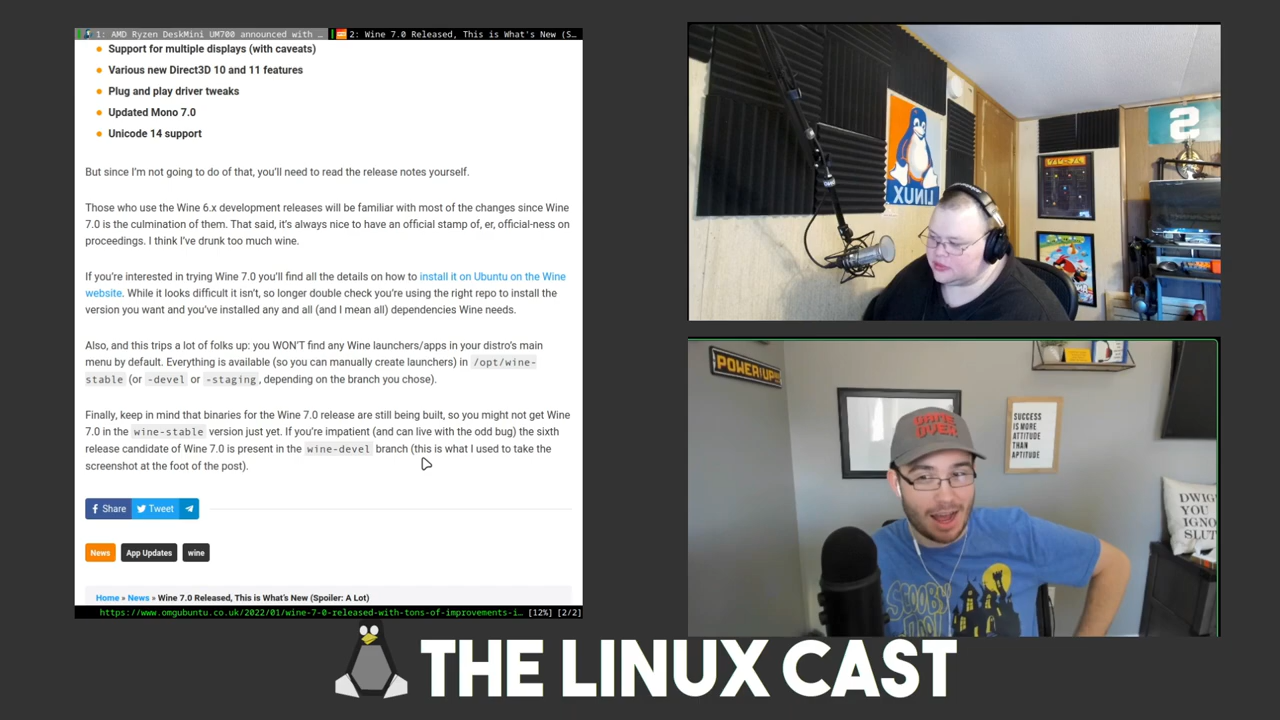 1: AMD Ryzen DeskMini UM700 announced with …
2: Wine 7.0 Released, This is What's New (S…
Support for multiple displays (with caveats)
Various new Direct3D 10 and 11 features
Plug and play driver tweaks
Updated Mono 7.0
Unicode 14 support
But since I'm not going to do of that, you'll need to read the release notes yourself.
Those who use the Wine 6.x development releases will be familiar with most of the changes since Wine
7.0 is the culmination of them. That said, it's always nice to have an official stamp of, er, official-ness on
proceedings. I think I've drunk too much wine.
If you're interested in trying Wine 7.0 you'll find all the details on how to install it on Ubuntu on the Wine
website. While it looks difficult it isn't, so longer double check you're using the right repo to install the
version you want and you've installed any and all (and I mean all) dependencies Wine needs.
Also, and this trips a lot of folks up: you WON'T find any Wine launchers/apps in your distro's main
menu by default. Everything is available (so you can manually create launchers) in /opt/wine-
stable (or -devel or -staging, depending on the branch you chose).
Finally, keep in mind that binaries for the Wine 7.0 release are still being built, so you might not get Wine
7.0 in the wine-stable version just yet. If you're impatient (and can live with the odd bug) the sixth
release candidate of Wine 7.0 is present in the wine-devel branch (this is what I used to take the
screenshot at the foot of the post).
Share Tweet
News App Updates wine
Home » News » Wine 7.0 Released, This is What's New (Spoiler: A Lot)
https://www.omgubuntu.co.uk/2022/01/wine-7-0-released-with-tons-of-improvements-i… [12%] [2/2]
LINUX
PAC-MAN
POWER UP!
GAME
OVER
SUCCESS
IS MORE
ATTITUDE
THAN
APTITUDE
DWIG
YOU
IGNO
SLUT
SCOOBY
THE LINUX CAST